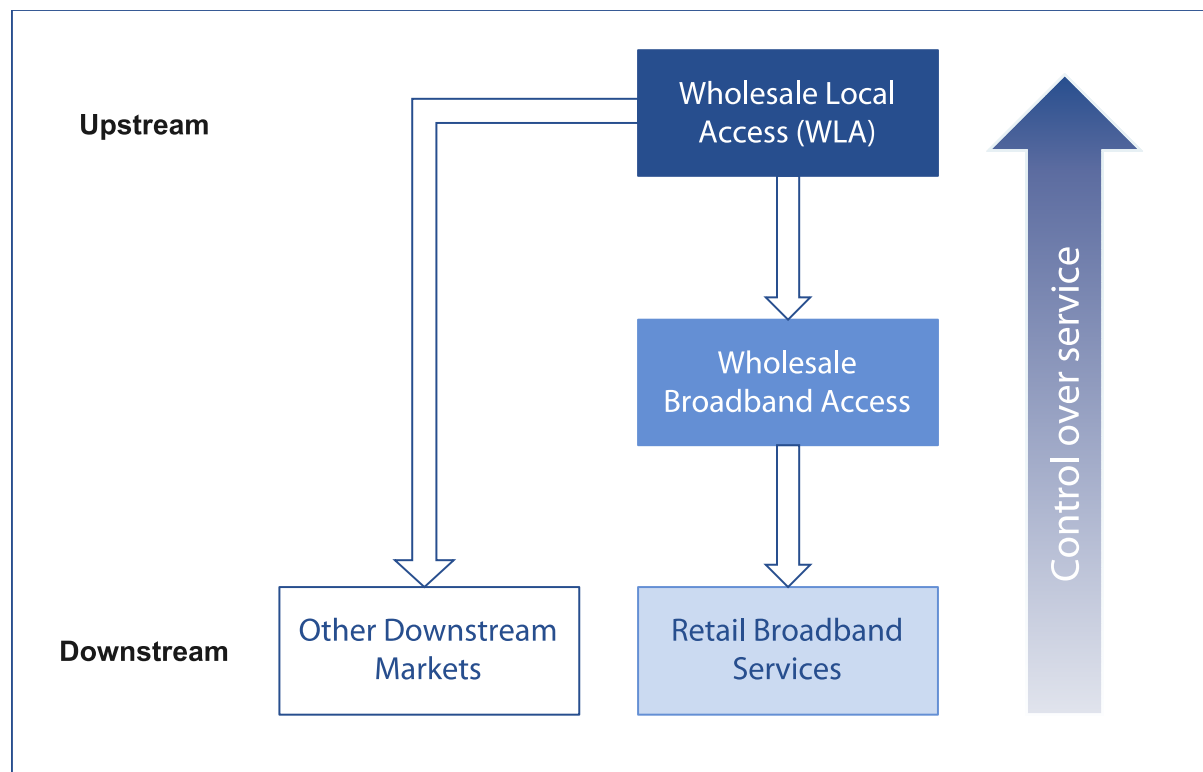 Upstream
Wholesale Local
Access (WLA)
Wholesale
Broadband Access
Control over service
Downstream
Other Downstream
Markets
Retail Broadband
Services